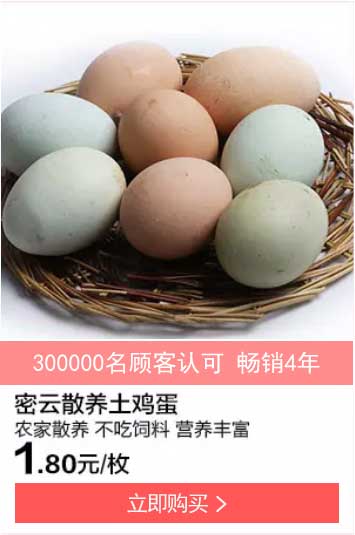 300000名顾客认可 畅销4年
密云散养土鸡蛋
农家散养 不吃饲料 营养丰富
1.80元/枚
立即购买 >